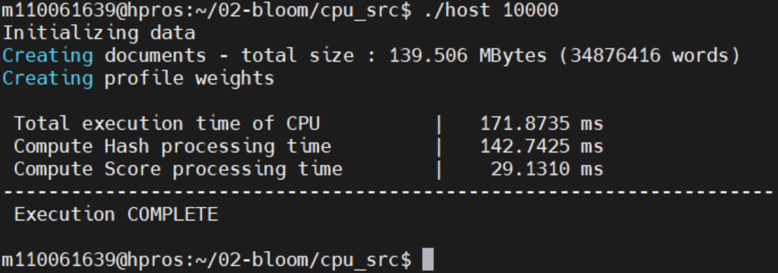 m110061639@hpros:~/02-bloom/cpu_src$ ./host 10000
Initializing data
Creating documents - total size : 139.506 MBytes (34876416 words)
Creating profile weights
Total execution time of CPU | 171.8735 ms
Compute Hash processing time | 142.7425 ms
Compute Score processing time | 29.1310 ms
--------------------------------------------------------------------
Execution COMPLETE
m110061639@hpros:~/02-bloom/cpu_src$